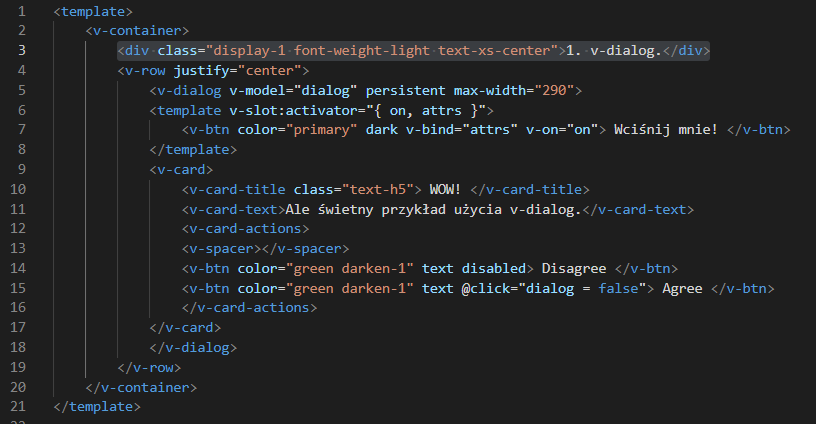 1 <template>
2 <v-container>
3 <div class="display-1 font-weight-light text-xs-center">1. v-dialog.</div>
4 <v-row justify="center">
5 <v-dialog v-model="dialog" persistent max-width="290">
6 <template v-slot:activator="{ on, attrs }">
7 <v-btn color="primary" dark v-bind="attrs" v-on="on"> Wciśnij mnie! </v-btn>
8 </template>
9 <v-card>
10 <v-card-title class="text-h5"> WOW! </v-card-title>
11 <v-card-text>Ale świetny przykład użycia v-dialog.</v-card-text>
12 <v-card-actions>
13 <v-spacer></v-spacer>
14 <v-btn color="green darken-1" text disabled> Disagree </v-btn>
15 <v-btn color="green darken-1" text @click="dialog = false"> Agree </v-btn>
16 </v-card-actions>
17 </v-card>
18 </v-dialog>
19 </v-row>
20 </v-container>
21 </template>